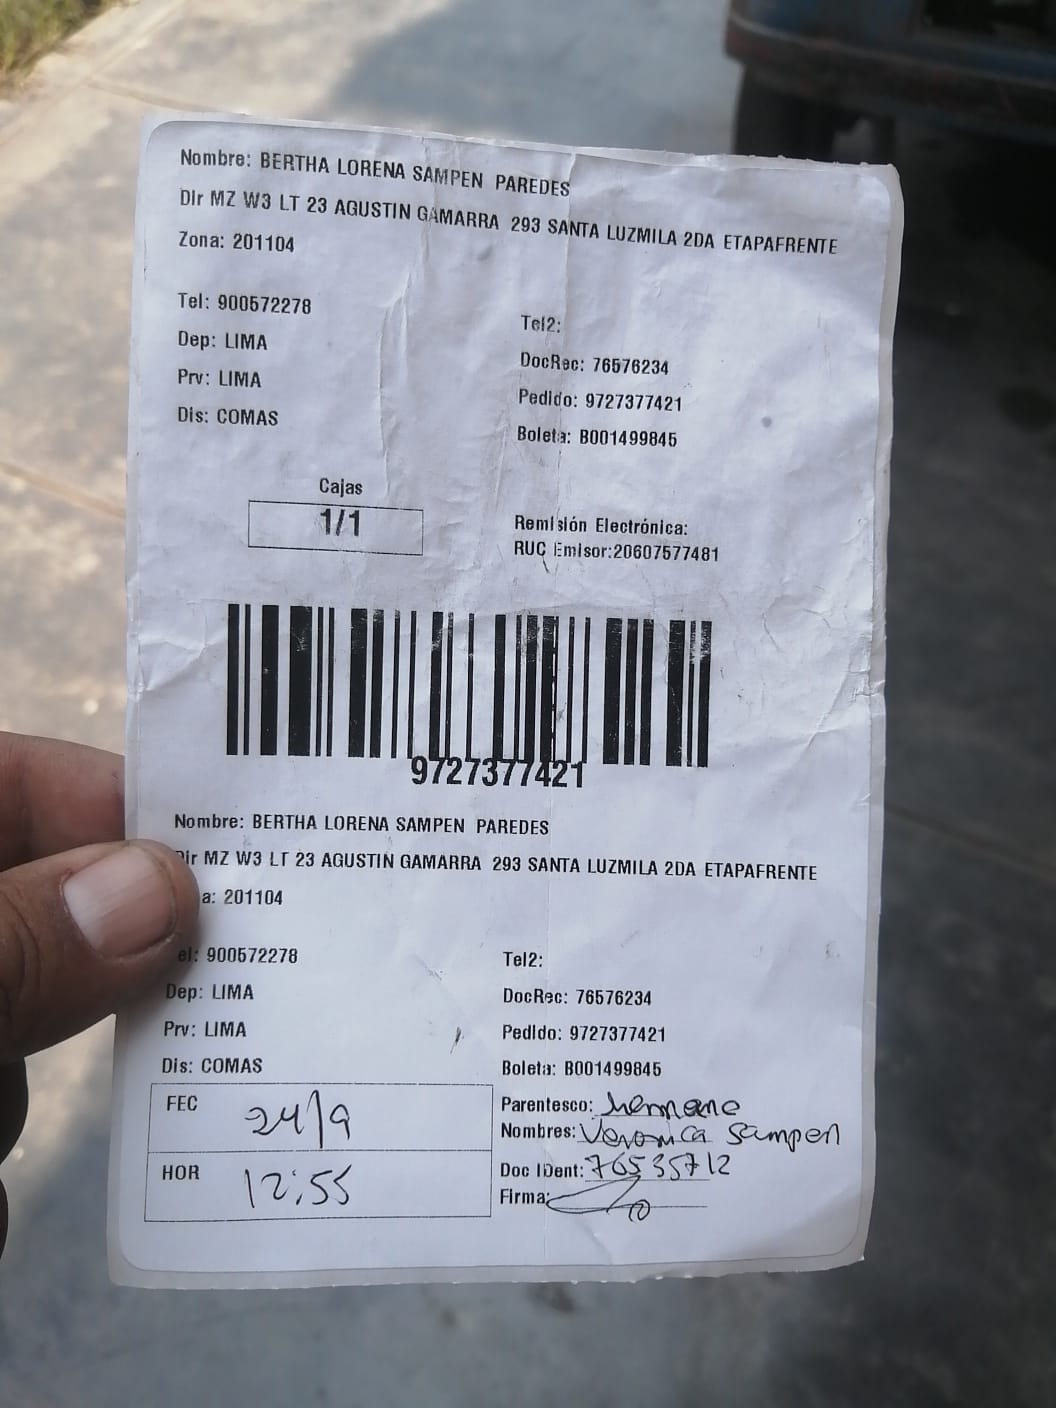 Nombre: BERTHA LORENA SAMPEN PAREDES
Dir MZ W3 LT 23 AGUSTIN GAMARRA 293 SANTA LUZMILA 2DA ETAPAFRENTE
Zona: 201104
Tel: 900572278
Tel2:
Dep: LIMA
DocRec: 76576234
Prv: LIMA
Pedido: 9727377421
Dis: COMAS
Boleta: B001499845
Cajas
1/1
Remisión Electrónica:
RUC Emisor:20607577481
9727377421
Nombre: BERTHA LORENA SAMPEN PAREDES
Dir MZ W3 LT 23 AGUSTIN GAMARRA 293 SANTA LUZMILA 2DA ETAPAFRENTE
a: 201104
el: 900572278
Tel2:
Dep: LIMA
DocRec: 76576234
Prv: LIMA
Pedido: 9727377421
Dis: COMAS
Boleta: B001499845
FEC 24/9
Parentesco: hermana
Nombres: Veronica Sampen
HOR 12:55
Doc IDent: 76535712
Firma: